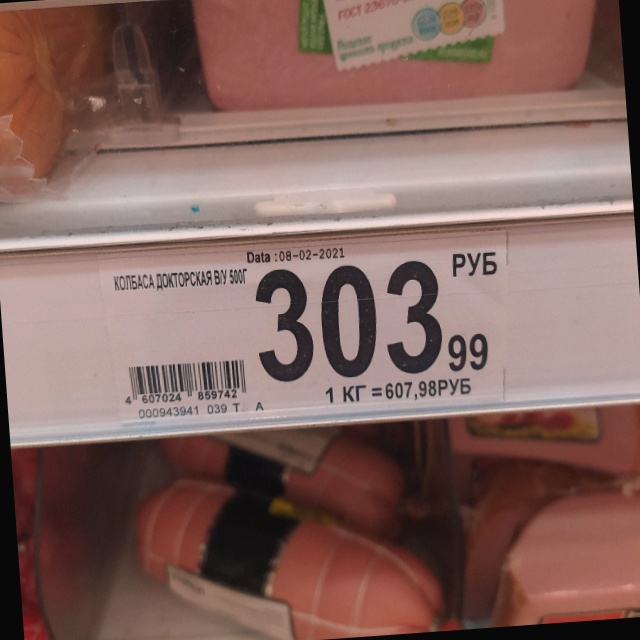 Data :08-02-2021
КОЛБАСА ДОКТОРСКАЯ В/У 500Г
303 99 РУБ
4 607024 859742
000943941 039 Т А
1 КГ =607,98РУБ